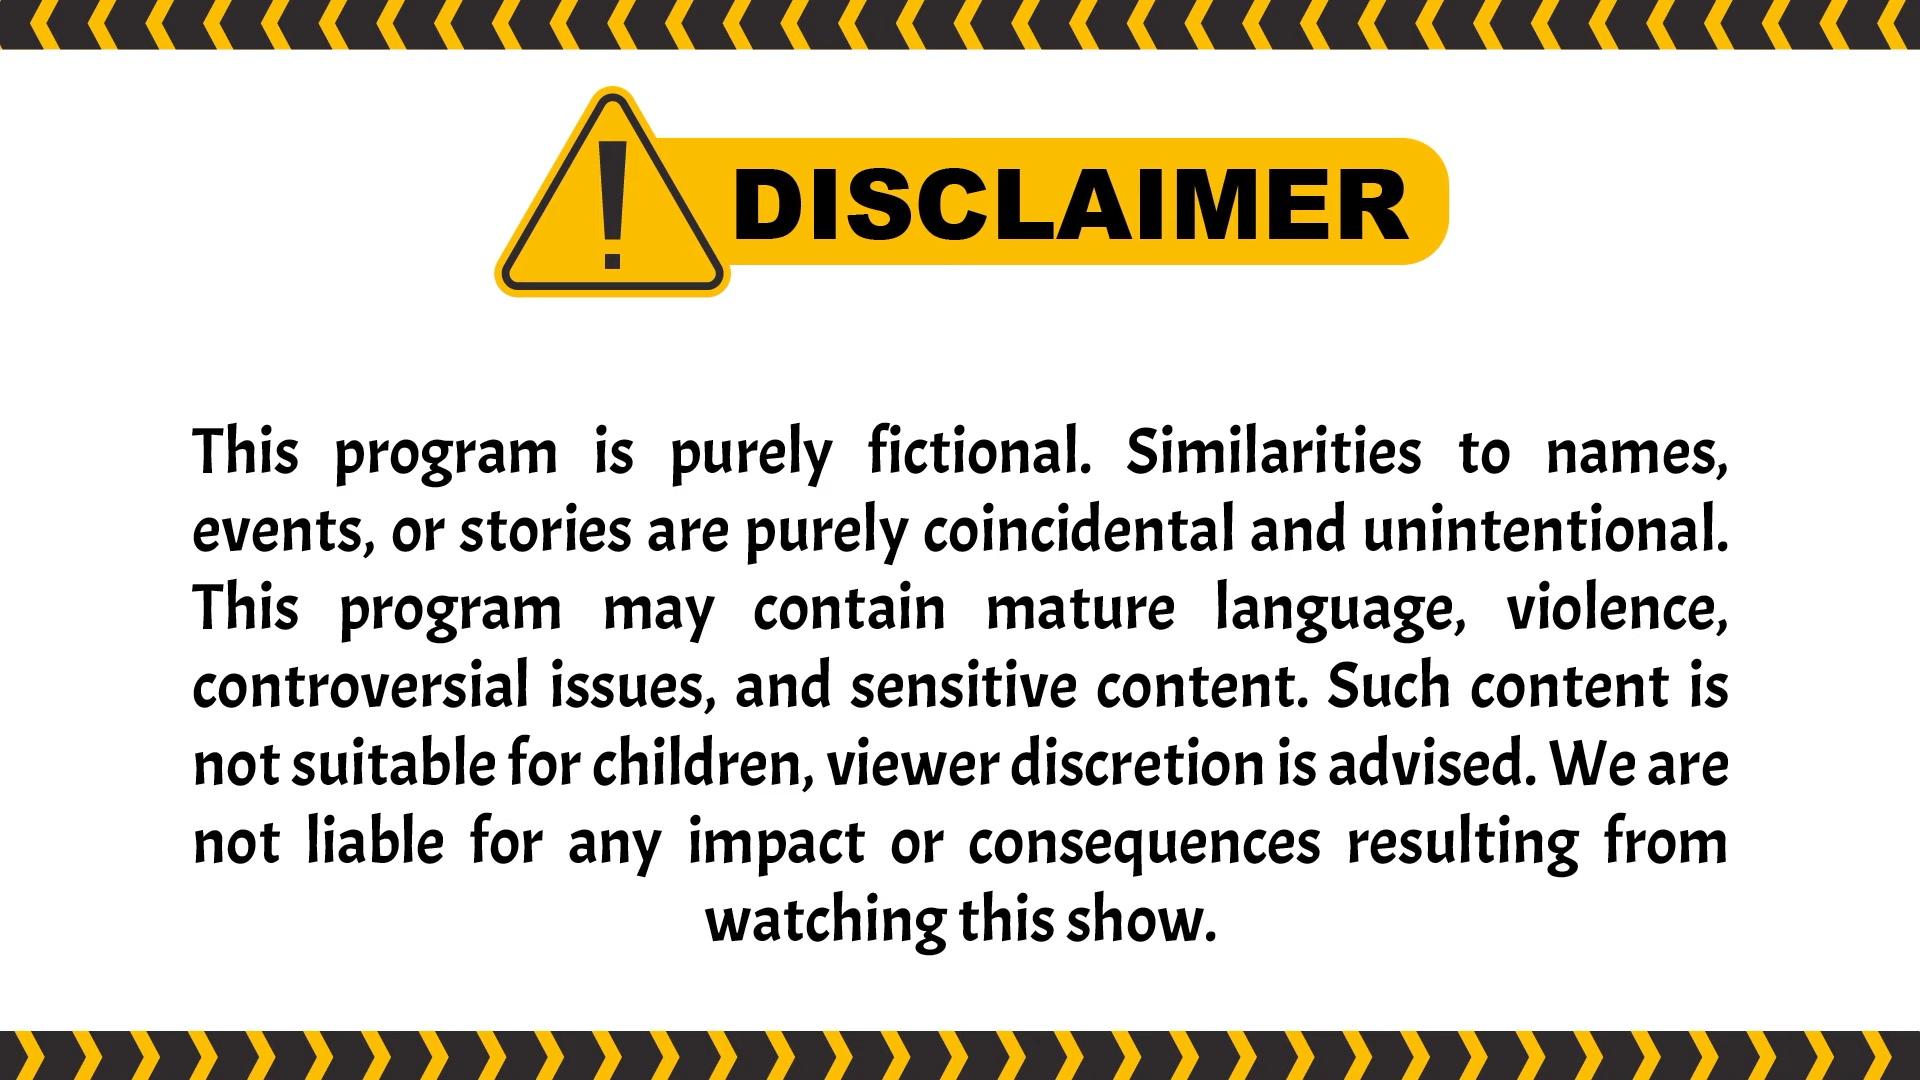 DISCLAIMER
This program is purely fictional. Similarities to names,
events, or stories are purely coincidental and unintentional.
This program may contain mature language, violence,
controversial issues, and sensitive content. Such content is
not suitable for children, viewer discretion is advised. We are
not liable for any impact or consequences resulting from
watching this show.